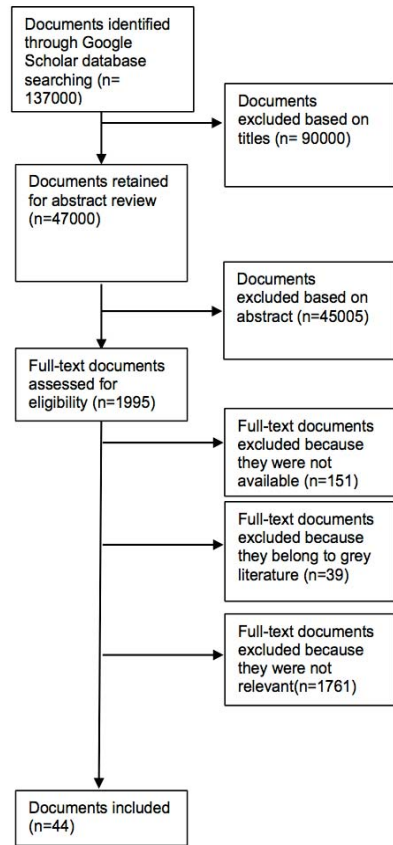 Documents identified
through Google
Scholar database
searching (n=
137000)
Documents
excluded based on
titles (n= 90000)
Documents retained
for abstract review
(n=47000)
Documents
excluded based on
abstract (n=45005)
Full-text documents
assessed for
eligibility (n=1995)
Full-text documents
excluded because
they were not
available (n=151)
Full-text documents
excluded because
they belong to grey
literature (n=39)
Full-text documents
excluded because
they were not
relevant(n=1761)
Documents included
(n=44)